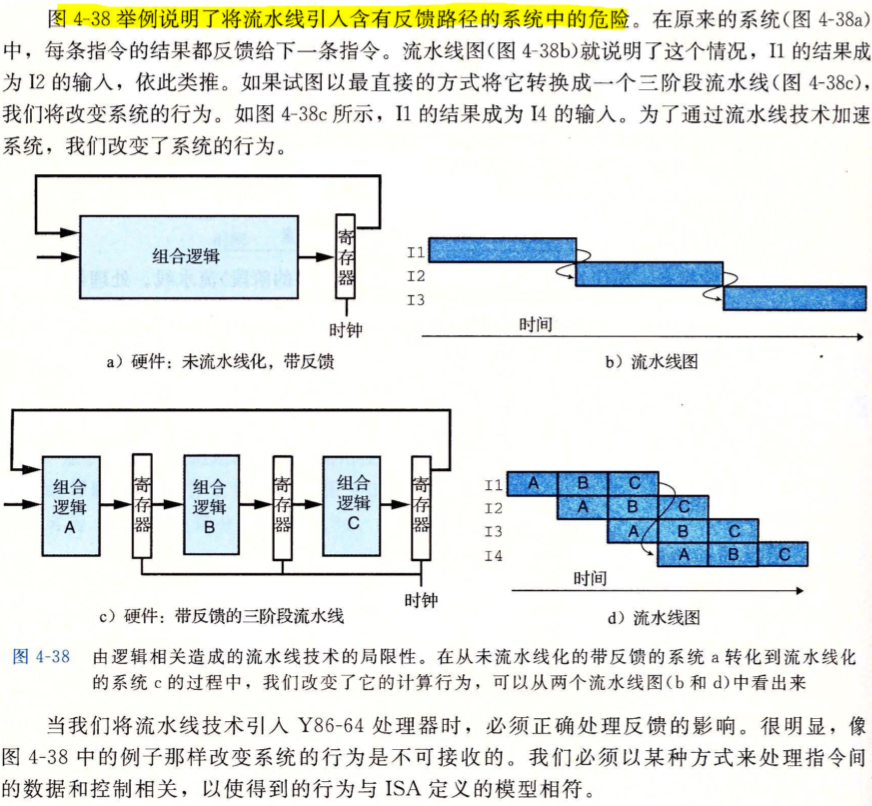 图 4-38 举例说明了将流水线引入含有反馈路径的系统中的危险。在原来的系统(图 4-38a)
中，每条指令的结果都反馈给下一条指令。流水线图(图 4-38b)就说明了这个情况，I1 的结果成
为 I2 的输入，依此类推。如果试图以最直接的方式将它转换成一个三阶段流水线(图 4-38c)，
我们将改变系统的行为。如图 4-38c 所示，I1 的结果成为 I4 的输入。为了通过流水线技术加速
系统，我们改变了系统的行为。
组合逻辑
寄存器
时钟
a）硬件：未流水线化，带反馈
I1
I2
I3
时间
b）流水线图
组合逻辑 A
寄存器
组合逻辑 B
寄存器
组合逻辑 C
寄存器
时钟
c）硬件：带反馈的三阶段流水线
I1 A B C
I2 A B C
I3 A B C
I4 A B C
时间
d）流水线图
图 4-38 由逻辑相关造成的流水线技术的局限性。在从未流水线化的带反馈的系统 a 转化到流水线化
的系统 c 的过程中，我们改变了它的计算行为，可以从两个流水线图(b 和 d)中看出来
当我们将流水线技术引入 Y86-64 处理器时，必须正确处理反馈的影响。很明显，像
图 4-38 中的例子那样改变系统的行为是不可接收的。我们必须以某种方式来处理指令间
的数据和控制相关，以使得到的行为与 ISA 定义的模型相符。